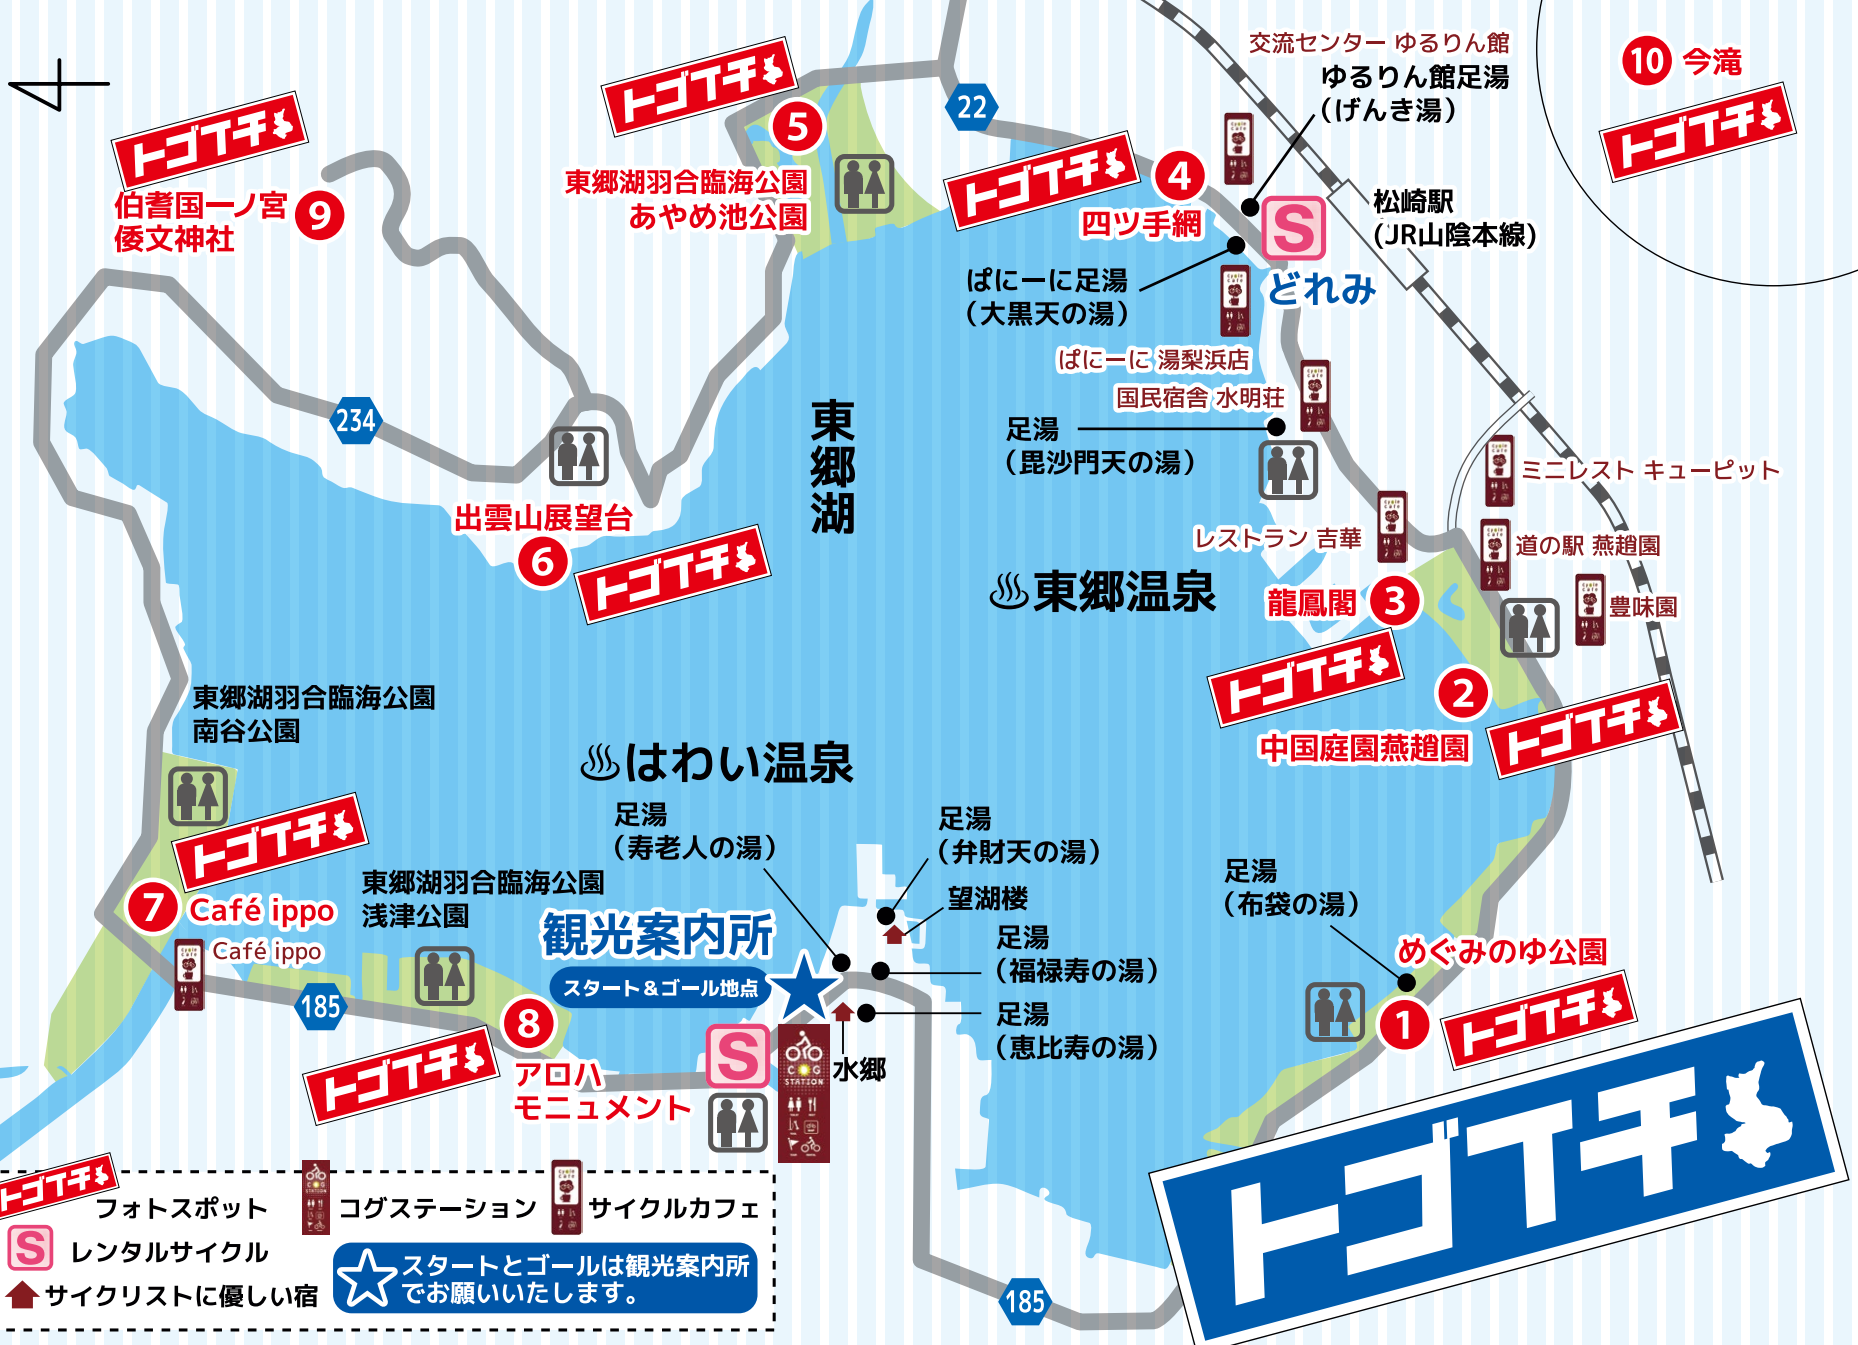 トゴイチ
伯耆国一ノ宮
倭文神社
9
トゴイチ
5
東郷湖羽合臨海公園
あやめ池公園
22
交流センター ゆるりん館
ゆるりん館足湯
(げんき湯)
10 今滝
トゴイチ
トゴイチ
4
四ツ手網
S
どれみ
松崎駅
(JR山陰本線)
ぱにーに足湯
(大黒天の湯)
ぱにーに 湯梨浜店
国民宿舎 水明荘
足湯
(毘沙門天の湯)
234
東郷湖
出雲山展望台
6
トゴイチ
ミニレスト キューピット
レストラン 吉華
道の駅 燕趙園
豊味園
東郷温泉
龍鳳閣
3
トゴイチ
2
中国庭園燕趙園
トゴイチ
東郷湖羽合臨海公園
南谷公園
はわい温泉
足湯
(寿老人の湯)
足湯
(弁財天の湯)
望湖楼
足湯
(福禄寿の湯)
足湯
(恵比寿の湯)
足湯
(布袋の湯)
めぐみのゆ公園
1
トゴイチ
トゴイチ
7
Café ippo
Café ippo
東郷湖羽合臨海公園
浅津公園
観光案内所
スタート&ゴール地点
185
8
トゴイチ
アロハ
モニュメント
S
COG
STATION
水郷
トゴイチ
フォトスポット
コグステーション
サイクルカフェ
S
レンタルサイクル
サイクリストに優しい宿
スタートとゴールは観光案内所
でお願いいたします。
185
トゴイチ